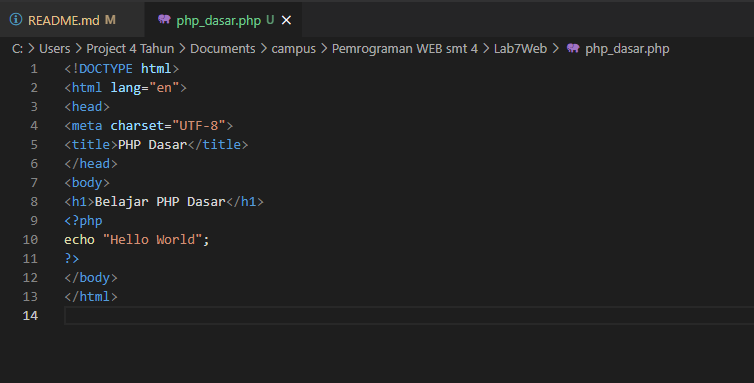 README.md M php_dasar.php U
C: > Users > Project 4 Tahun > Documents > campus > Pemrograman WEB smt 4 > Lab7Web > php_dasar.php
1 <!DOCTYPE html>
2 <html lang="en">
3 <head>
4 <meta charset="UTF-8">
5 <title>PHP Dasar</title>
6 </head>
7 <body>
8 <h1>Belajar PHP Dasar</h1>
9 <?php
10 echo "Hello World";
11 ?>
12 </body>
13 </html>
14